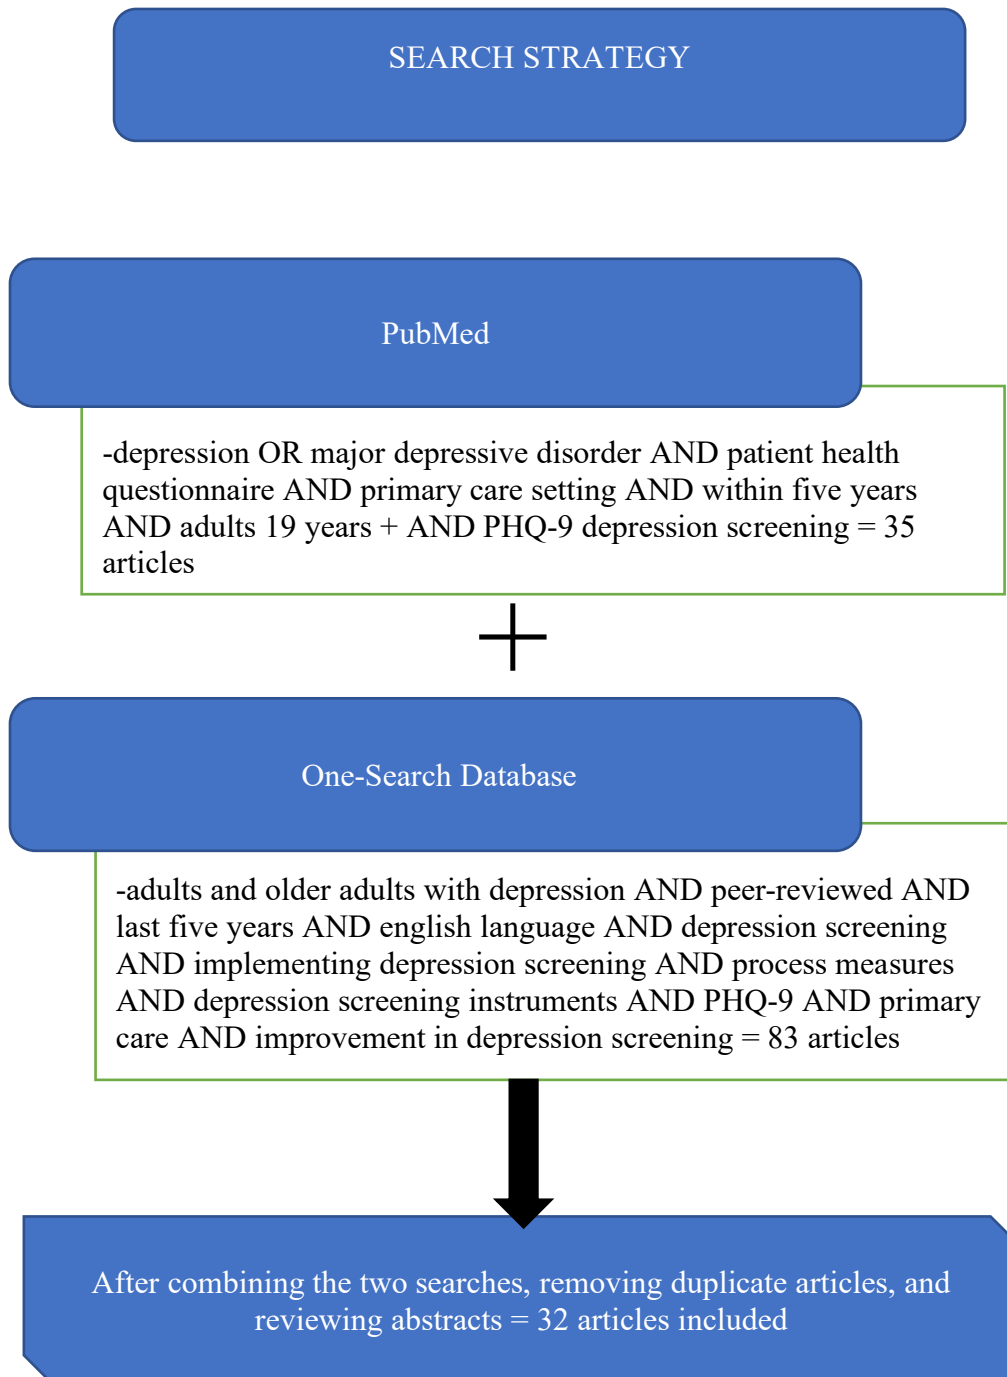 SEARCH STRATEGY
PubMed
-depression OR major depressive disorder AND patient health
questionnaire AND primary care setting AND within five years
AND adults 19 years + AND PHQ-9 depression screening = 35
articles
One-Search Database
-adults and older adults with depression AND peer-reviewed AND
last five years AND english language AND depression screening
AND implementing depression screening AND process measures
AND depression screening instruments AND PHQ-9 AND primary
care AND improvement in depression screening = 83 articles
After combining the two searches, removing duplicate articles, and
reviewing abstracts = 32 articles included